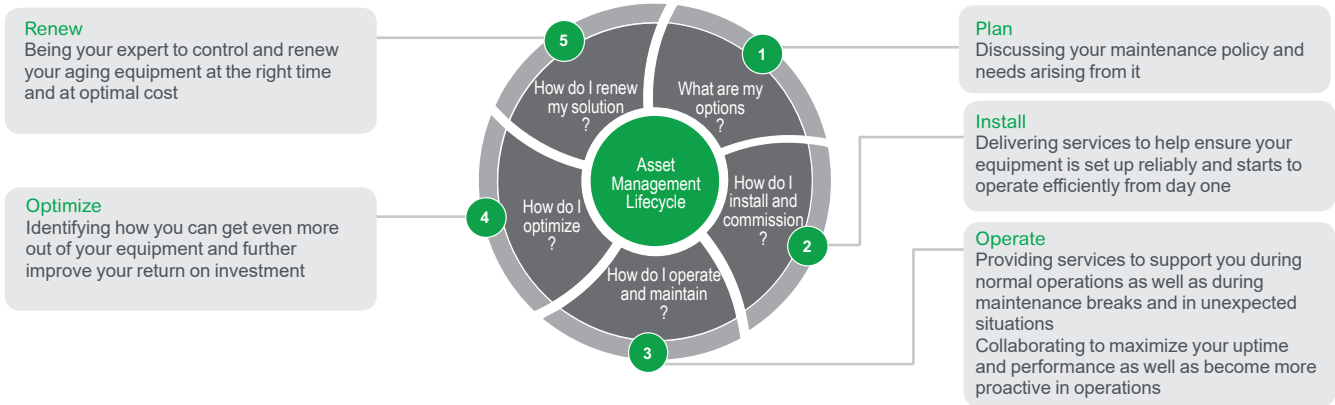 Renew
Being your expert to control and renew
your aging equipment at the right time
and at optimal cost
Optimize
Identifying how you can get even more
out of your equipment and further
improve your return on investment
5
How do I renew
my solution
?
1
What are my
options
?
Asset
Management
Lifecycle
How do I
install and
commission
?
2
4
How do I
optimize
?
How do I operate
and maintain
?
3
Plan
Discussing your maintenance policy and
needs arising from it
Install
Delivering services to help ensure your
equipment is set up reliably and starts to
operate efficiently from day one
Operate
Providing services to support you during
normal operations as well as during
maintenance breaks and in unexpected
situations
Collaborating to maximize your uptime
and performance as well as become more
proactive in operations